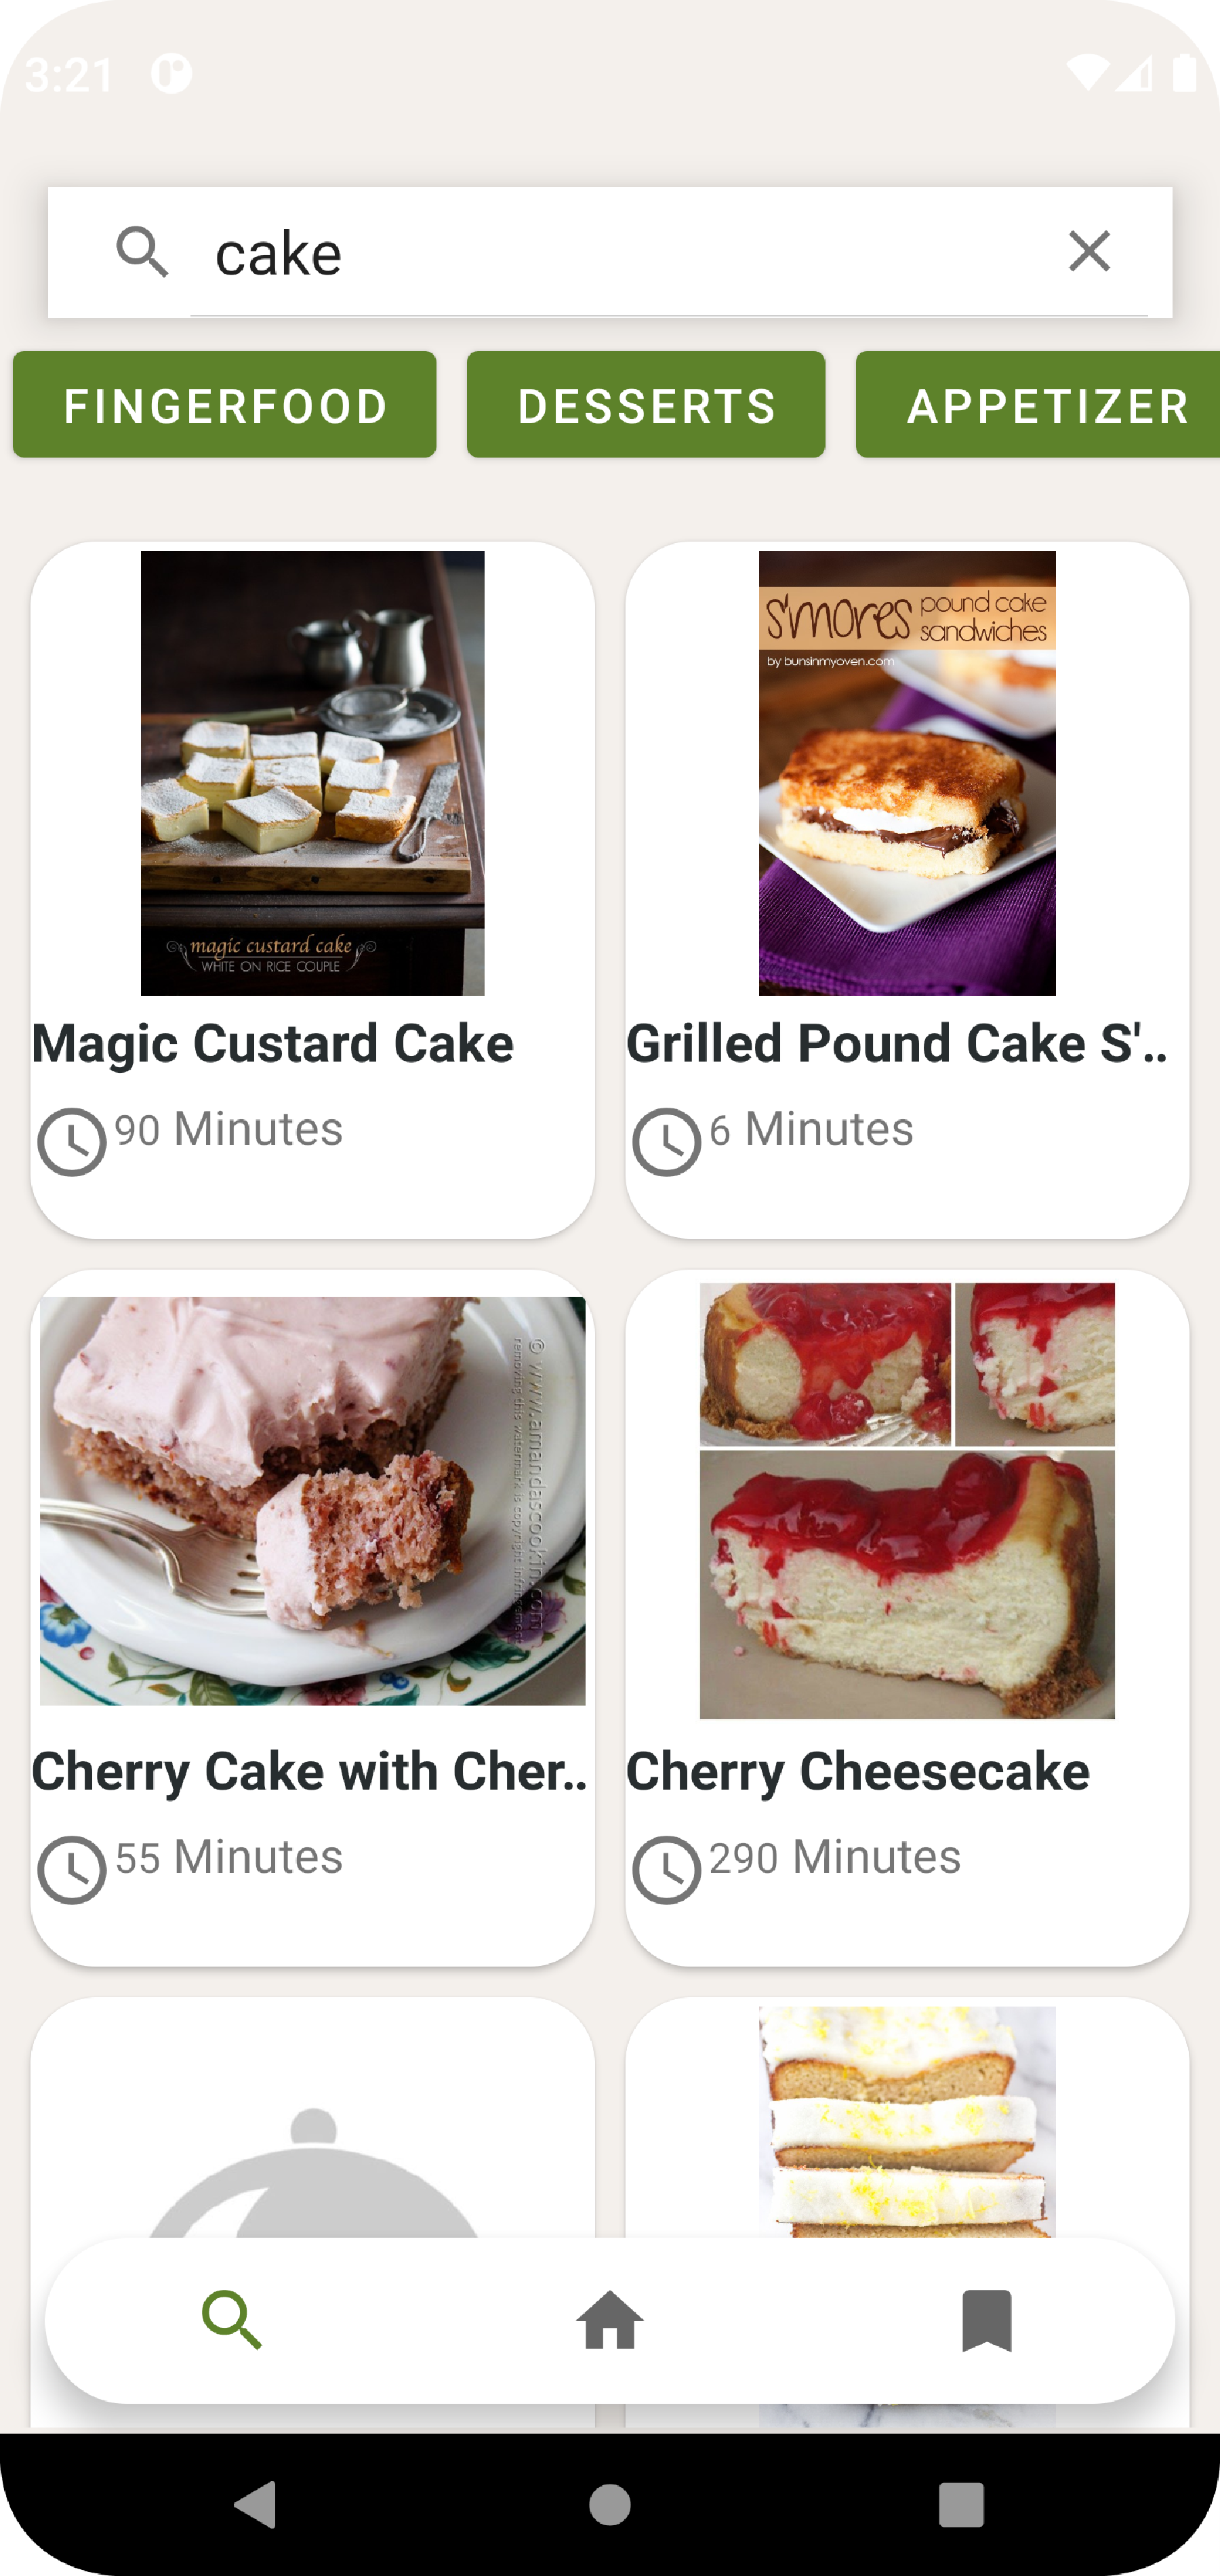 3:21
cake
FINGERFOOD
DESSERTS
APPETIZER
S'mores pound cake
sandwiches
by bunsinmyoven.com
magic custard cake
WHITE ON RICE COUPLE
Magic Custard Cake
Grilled Pound Cake S'..
90 Minutes
6 Minutes
© www.amandascookin.com
removing this watermark is copyright infringement
Cherry Cake with Cher..
Cherry Cheesecake
55 Minutes
290 Minutes